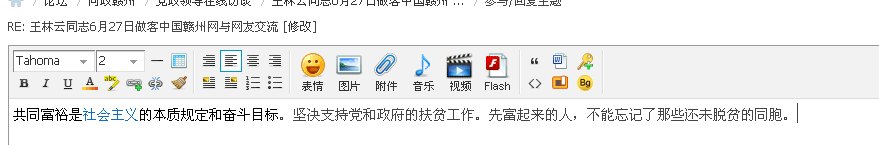 论坛 / 问政赣州 / 党政领导在线访谈 / 王林云同志6月27日做客中国赣州 ... / 参与/回复主题
RE: 王林云同志6月27日做客中国赣州网与网友交流 [修改]
Tahoma 2
B I U A 表情 图片 附件 音乐 视频 Flash Bg
共同富裕是社会主义的本质规定和奋斗目标。坚决支持党和政府的扶贫工作。先富起来的人，不能忘记了那些还未脱贫的同胞。